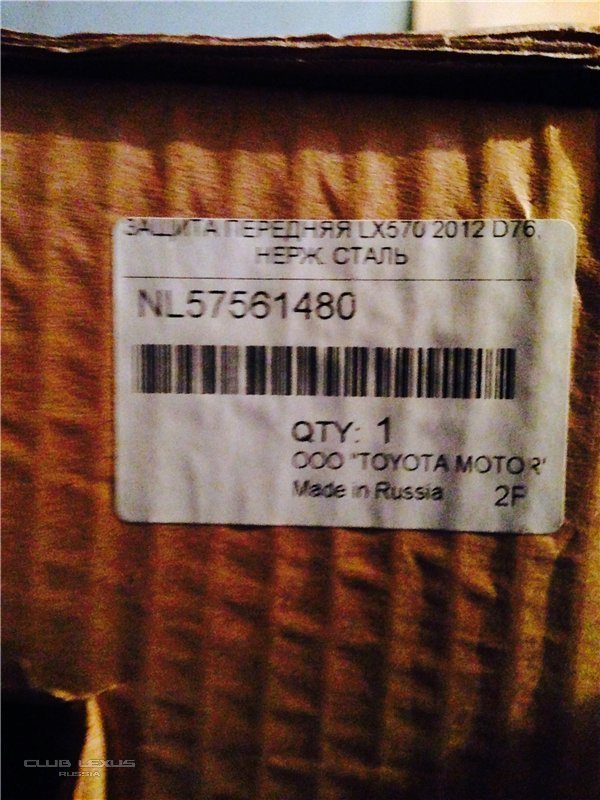 ЗАЩИТА ПЕРЕДНЯЯ LX570 2012 D76,
НЕРЖ. СТАЛЬ
NL57561480
QTY: 1
ООО "TOYOTA MOTOR"
Made in Russia 2F
CLUB LEXUS
RUSSIA